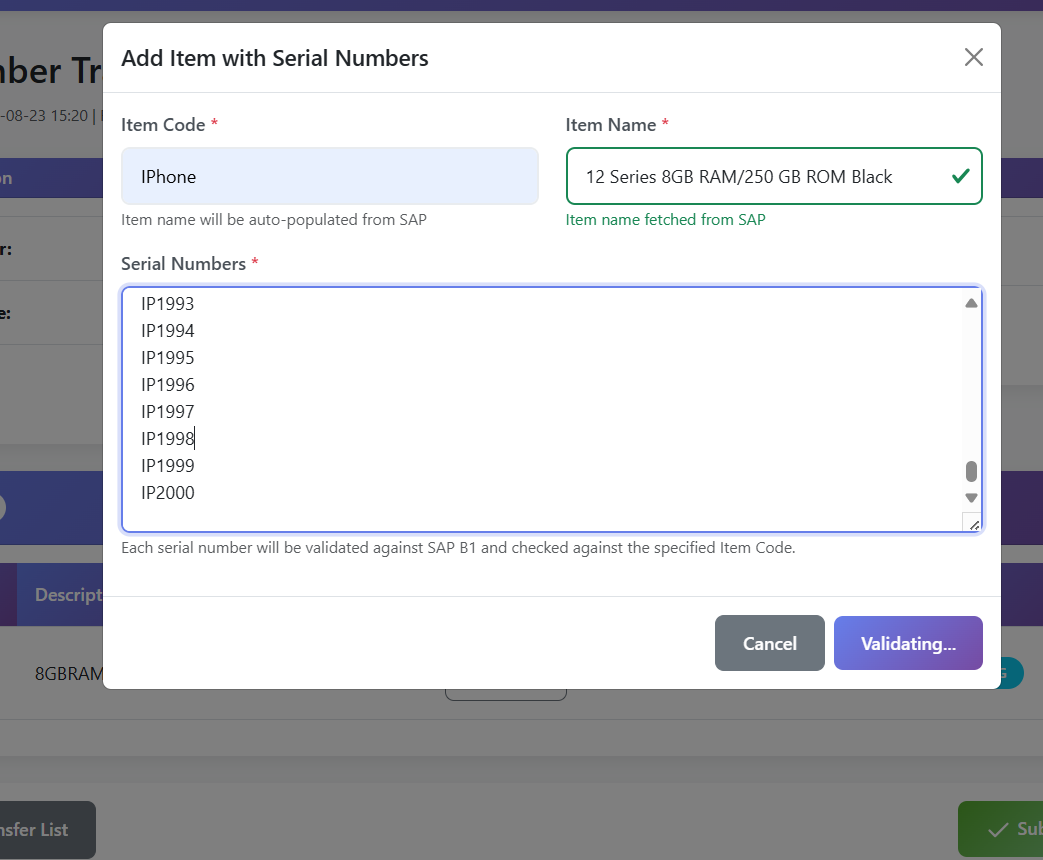 Add Item with Serial Numbers
-08-23 15:20 |
Item Code *
Item Name *
IPhone
12 Series 8GB RAM/250 GB ROM Black
Item name will be auto-populated from SAP
Item name fetched from SAP
Serial Numbers *
IP1993
IP1994
IP1995
IP1996
IP1997
IP1998
IP1999
IP2000
Each serial number will be validated against SAP B1 and checked against the specified Item Code.
Descript
Cancel
Validating...
8GBRAM
nsfer List
Sub